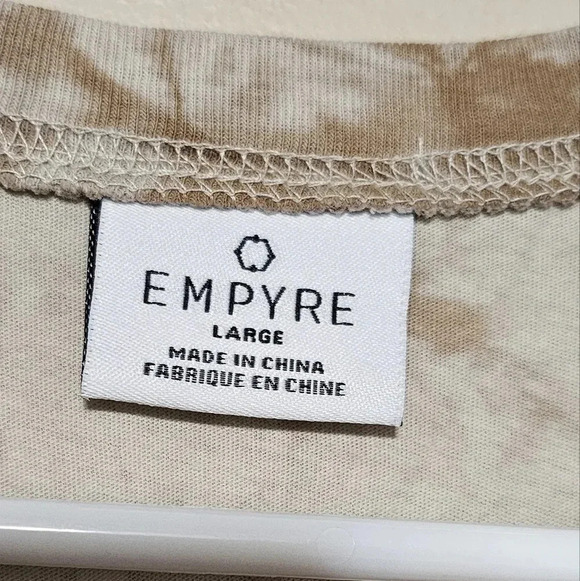 EMPYRE
LARGE
MADE IN CHINA
FABRIQUE EN CHINE